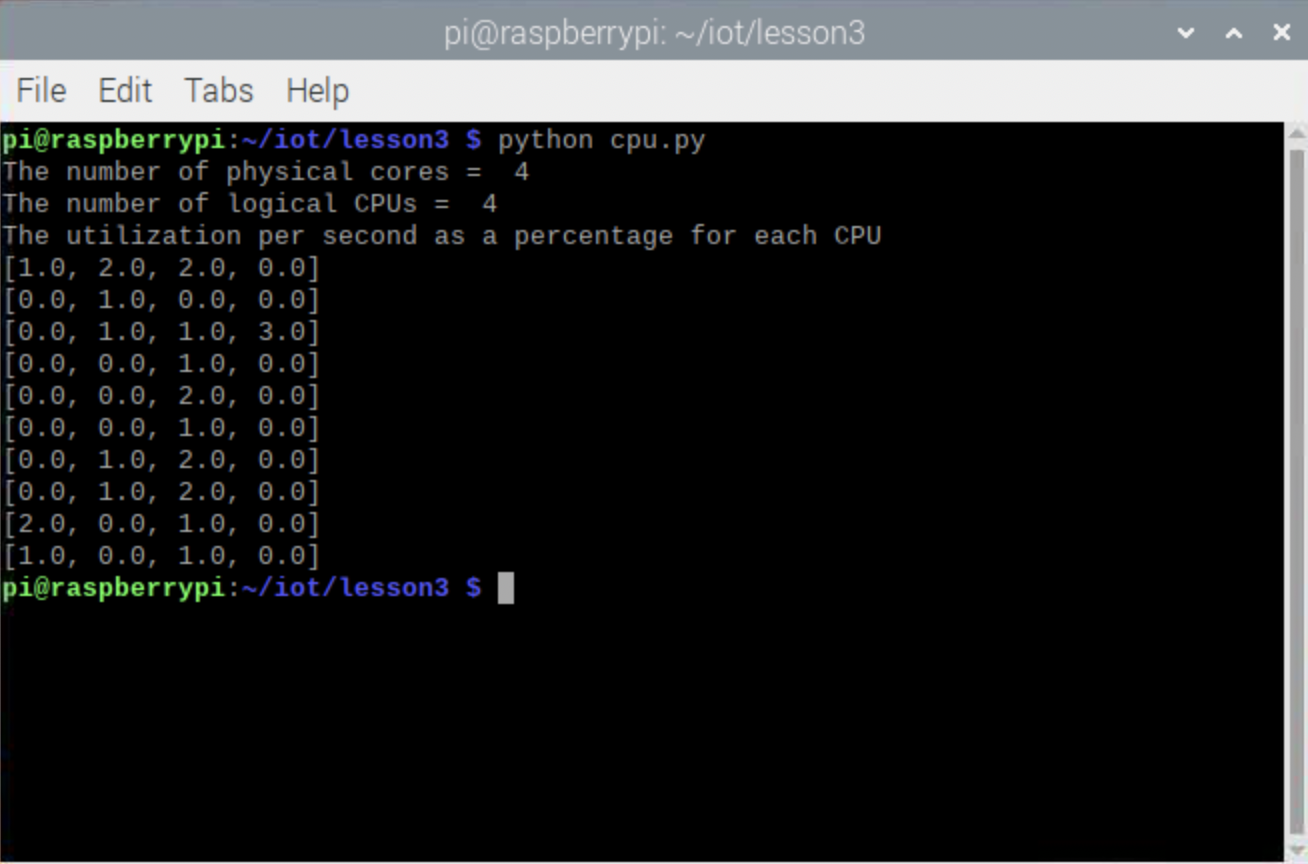 pi@raspberrypi: ~/iot/lesson3
File Edit Tabs Help
pi@raspberrypi:~/iot/lesson3 $ python cpu.py
The number of physical cores =  4
The number of logical CPUs =  4
The utilization per second as a percentage for each CPU
[1.0, 2.0, 2.0, 0.0]
[0.0, 1.0, 0.0, 0.0]
[0.0, 1.0, 1.0, 3.0]
[0.0, 0.0, 1.0, 0.0]
[0.0, 0.0, 2.0, 0.0]
[0.0, 0.0, 1.0, 0.0]
[0.0, 1.0, 2.0, 0.0]
[0.0, 1.0, 2.0, 0.0]
[2.0, 0.0, 1.0, 0.0]
[1.0, 0.0, 1.0, 0.0]
pi@raspberrypi:~/iot/lesson3 $